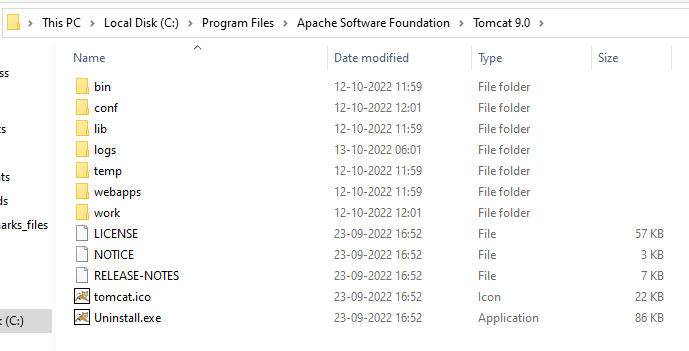 This PC > Local Disk (C:) > Program Files > Apache Software Foundation > Tomcat 9.0 >
Name Date modified Type Size
bin 12-10-2022 11:59 File folder
conf 12-10-2022 12:01 File folder
lib 12-10-2022 11:59 File folder
logs 13-10-2022 06:01 File folder
temp 12-10-2022 11:59 File folder
webapps 12-10-2022 11:59 File folder
work 12-10-2022 12:01 File folder
arks_files
LICENSE 23-09-2022 16:52 File 57 KB
NOTICE 23-09-2022 16:52 File 3 KB
RELEASE-NOTES 23-09-2022 16:52 File 7 KB
tomcat.ico 23-09-2022 16:52 Icon 22 KB
(C:) Uninstall.exe 23-09-2022 16:52 Application 86 KB